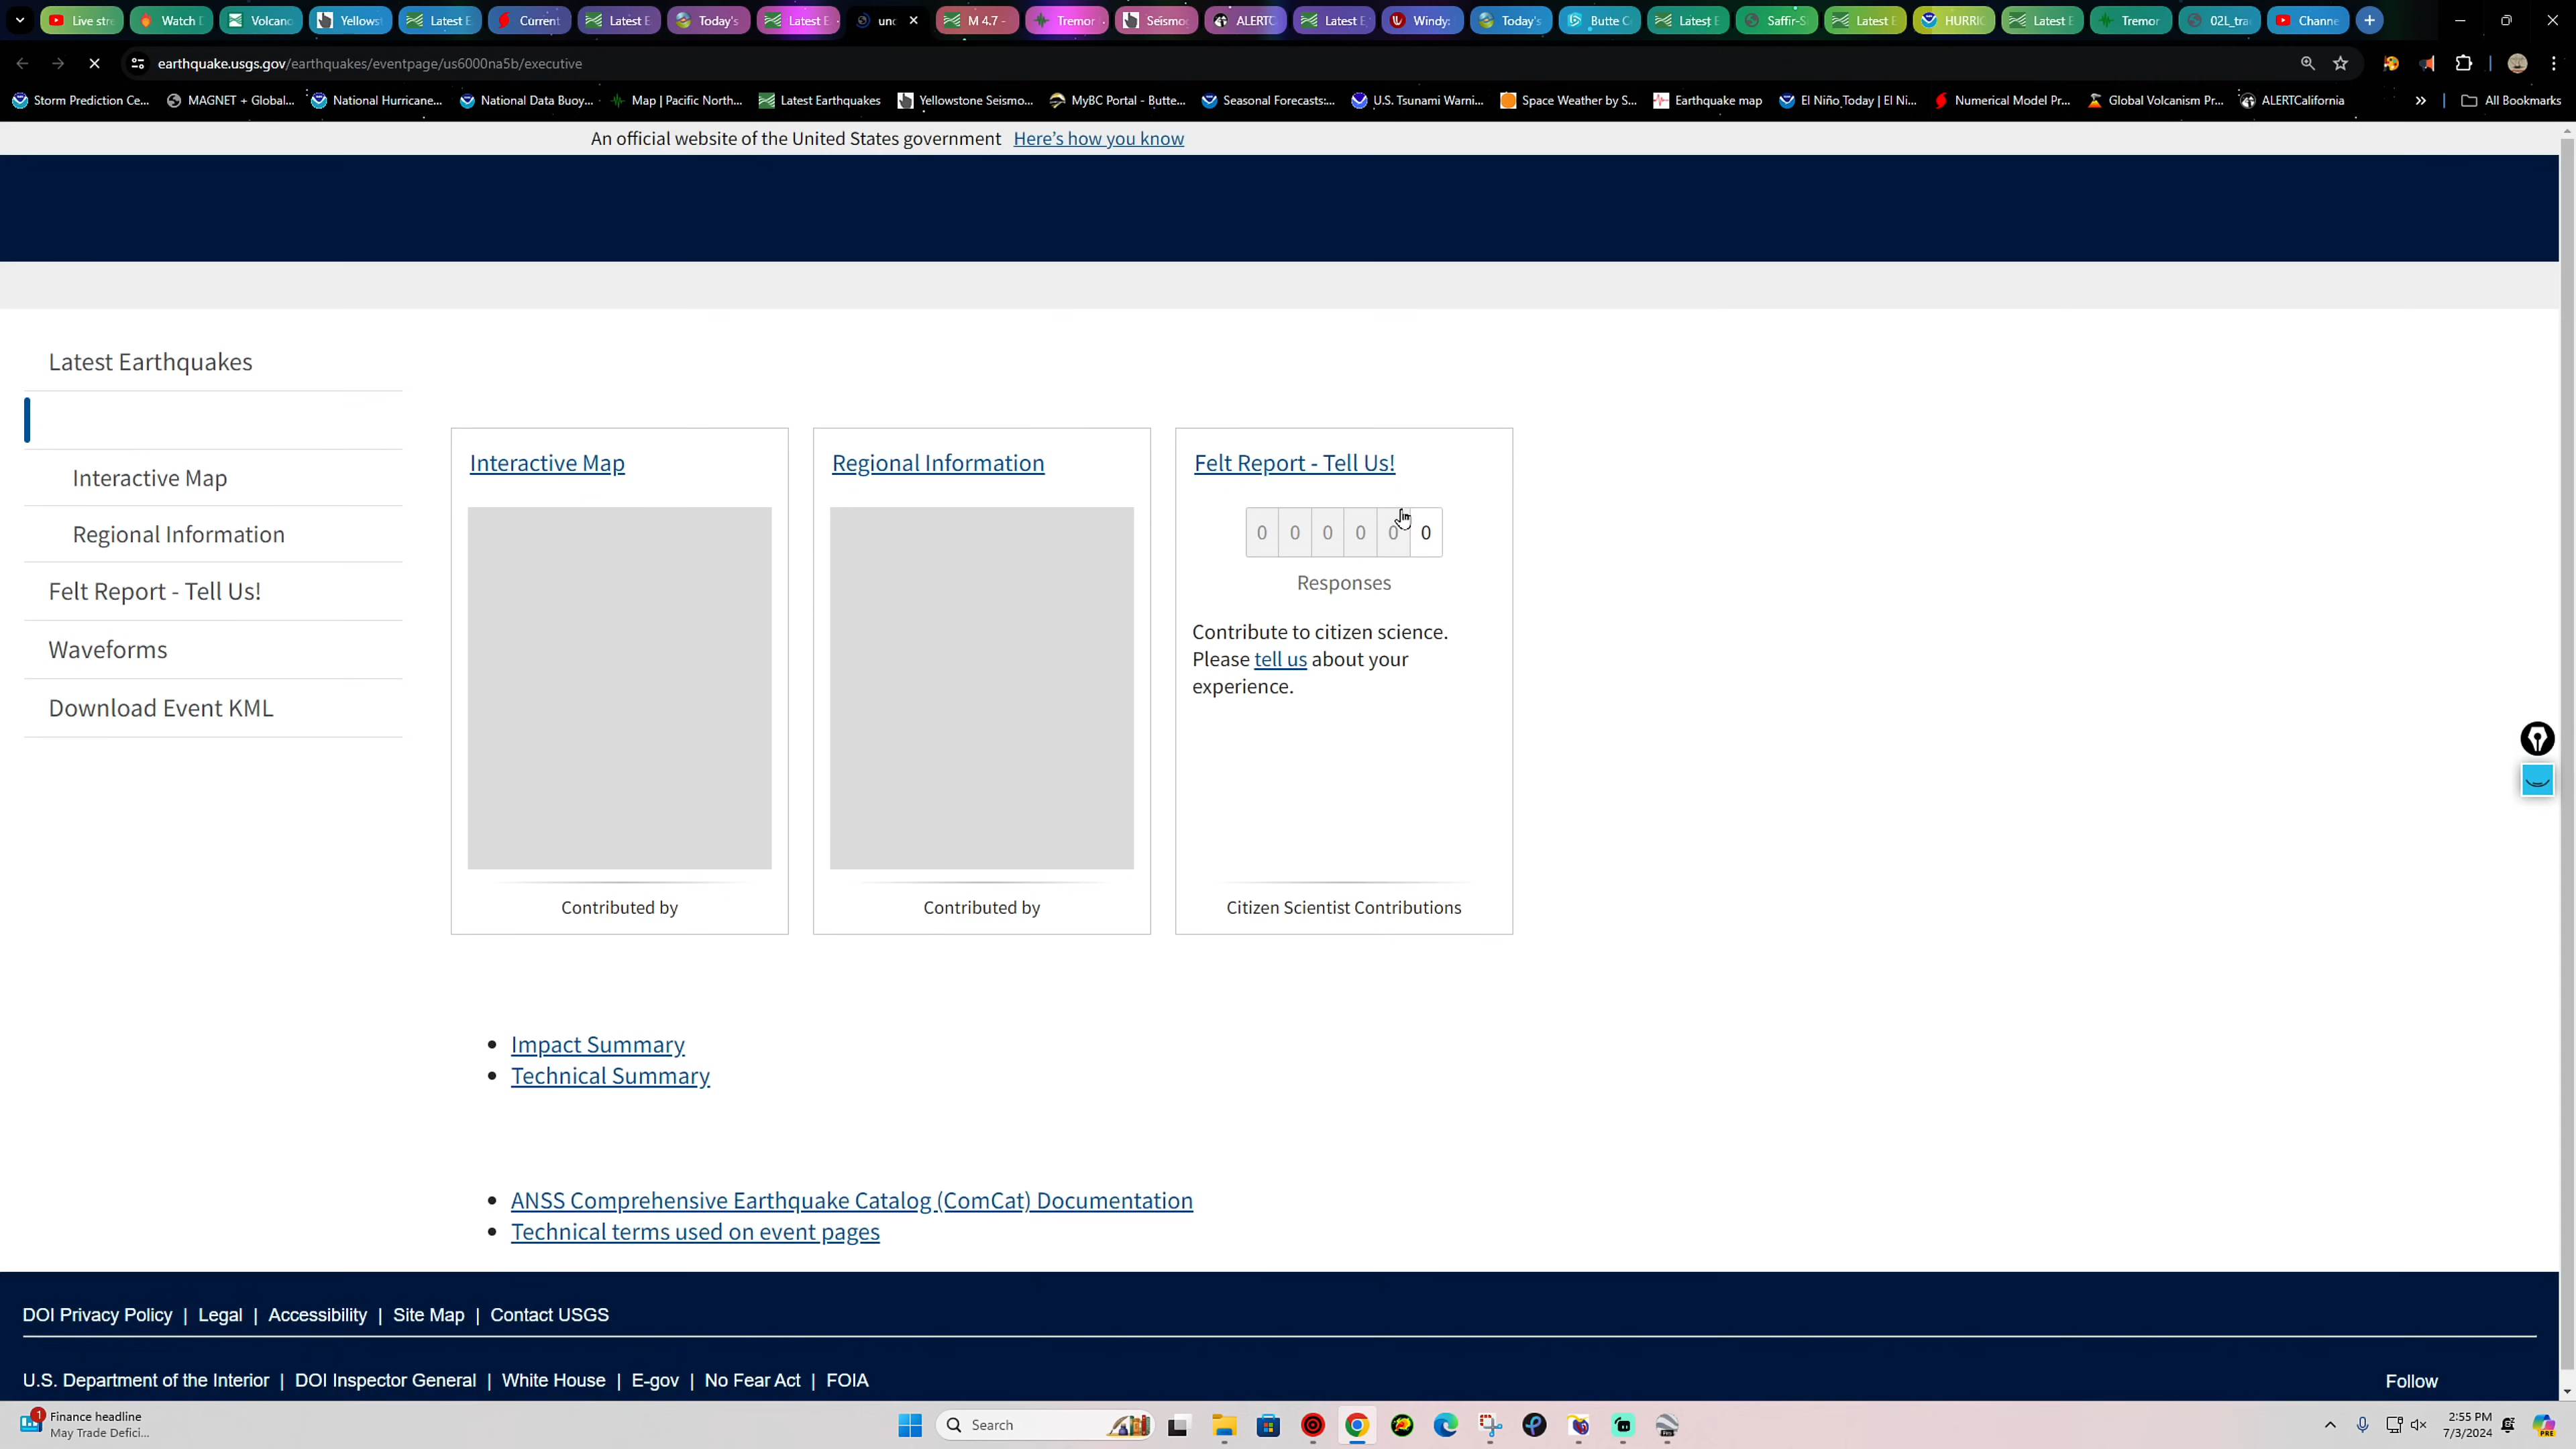 Live stre
Watch D
Volcano
Yellows
Latest E
Current
Latest E
Today's
Latest E
unc
M 4.7 -
Tremor
Seismo
ALERTC
Latest E
Windy:
Today's
Butte C
Latest E
Saffir-S
Latest E
HURRIC
Latest E
Tremor
02L_tra
Channe
earthquake.usgs.gov/earthquakes/eventpage/us6000na5b/executive
Storm Prediction Ce...
MAGNET + Global...
National Hurricane...
National Data Buoy...
Map | Pacific North...
Latest Earthquakes
Yellowstone Seismo...
MyBC Portal - Butte...
Seasonal Forecasts:...
U.S. Tsunami Warni...
Space Weather by S...
Earthquake map
El Niño Today | El Ni...
Numerical Model Pr...
Global Volcanism Pr...
ALERTCalifornia
All Bookmarks
An official website of the United States government Here's how you know
Latest Earthquakes
Interactive Map
Regional Information
Felt Report - Tell Us!
Waveforms
Download Event KML
Interactive Map
Contributed by
Regional Information
Contributed by
Felt Report - Tell Us!
0 0 0 0 0 0
Responses
Contribute to citizen science.
Please tell us about your
experience.
Citizen Scientist Contributions
Impact Summary
Technical Summary
ANSS Comprehensive Earthquake Catalog (ComCat) Documentation
Technical terms used on event pages
DOI Privacy Policy | Legal | Accessibility | Site Map | Contact USGS
U.S. Department of the Interior | DOI Inspector General | White House | E-gov | No Fear Act | FOIA
Follow
1
Finance headline
May Trade Defici...
Search
2:55 PM
7/3/2024
PRE